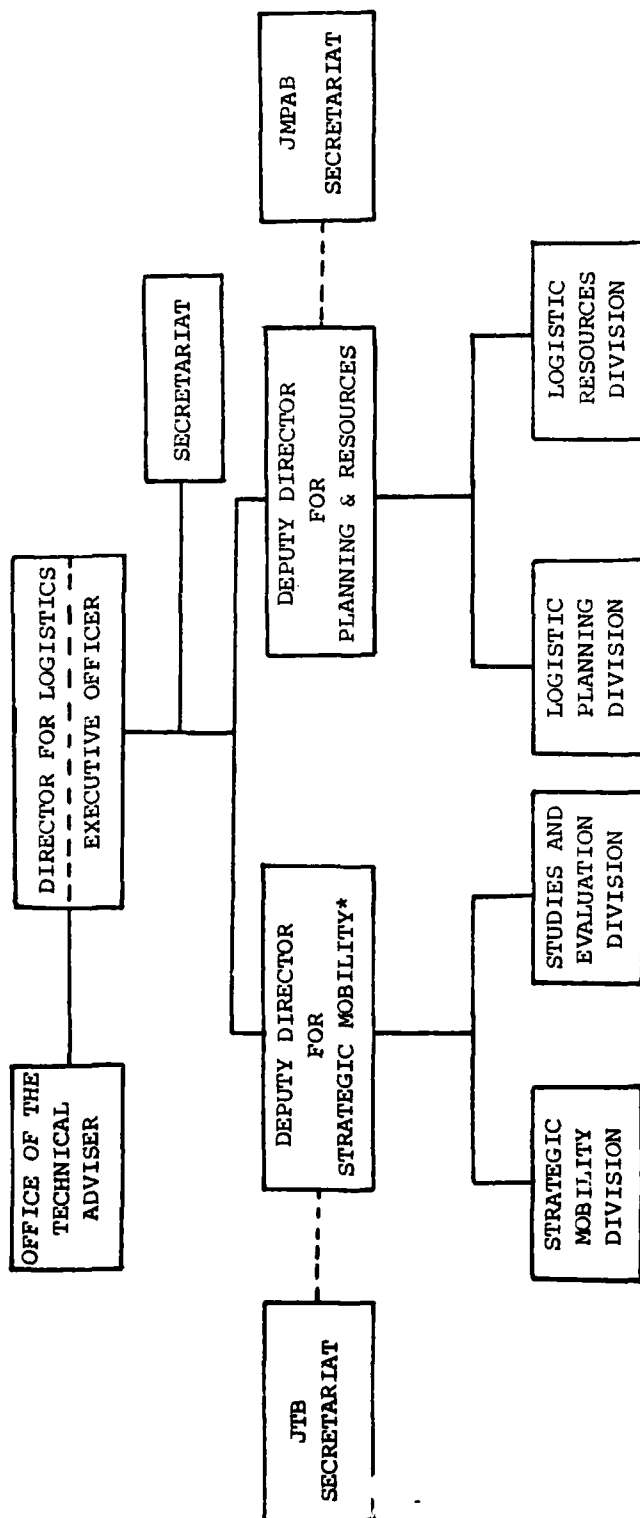 OFFICE OF THE
TECHNICAL
ADVISER
DIRECTOR FOR LOGISTICS
EXECUTIVE OFFICER
SECRETARIAT
JTB
SECRETARIAT
DEPUTY DIRECTOR
FOR
STRATEGIC MOBILITY*
DEPUTY DIRECTOR
FOR
PLANNING & RESOURCES
JMPAB
SECRETARIAT
STRATEGIC
MOBILITY
DIVISION
STUDIES AND
EVALUATION
DIVISION
LOGISTIC
PLANNING
DIVISION
LOGISTIC
RESOURCES
DIVISION